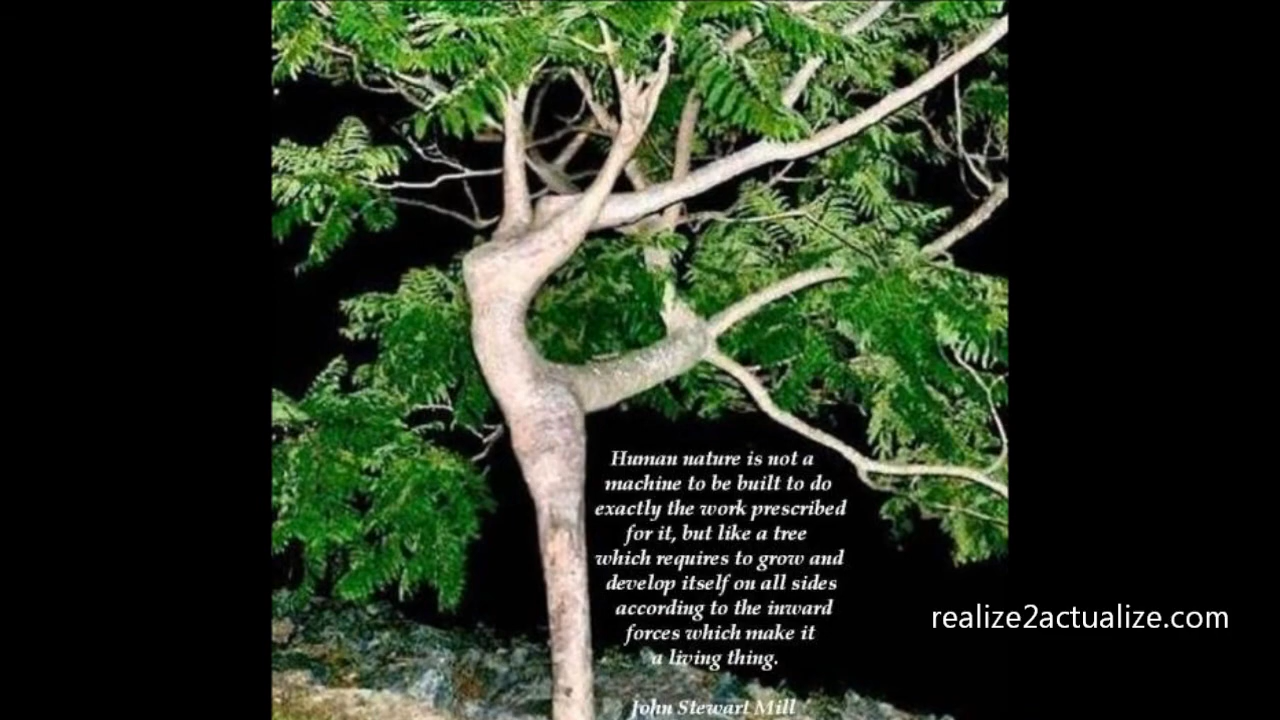 Human nature is not a
machine to be built to do
exactly the work prescribed
for it, but like a tree
which requires to grow and
develop itself on all sides
according to the inward
forces which make it
a living thing.
John Stewart Mill
realize2actualize.com